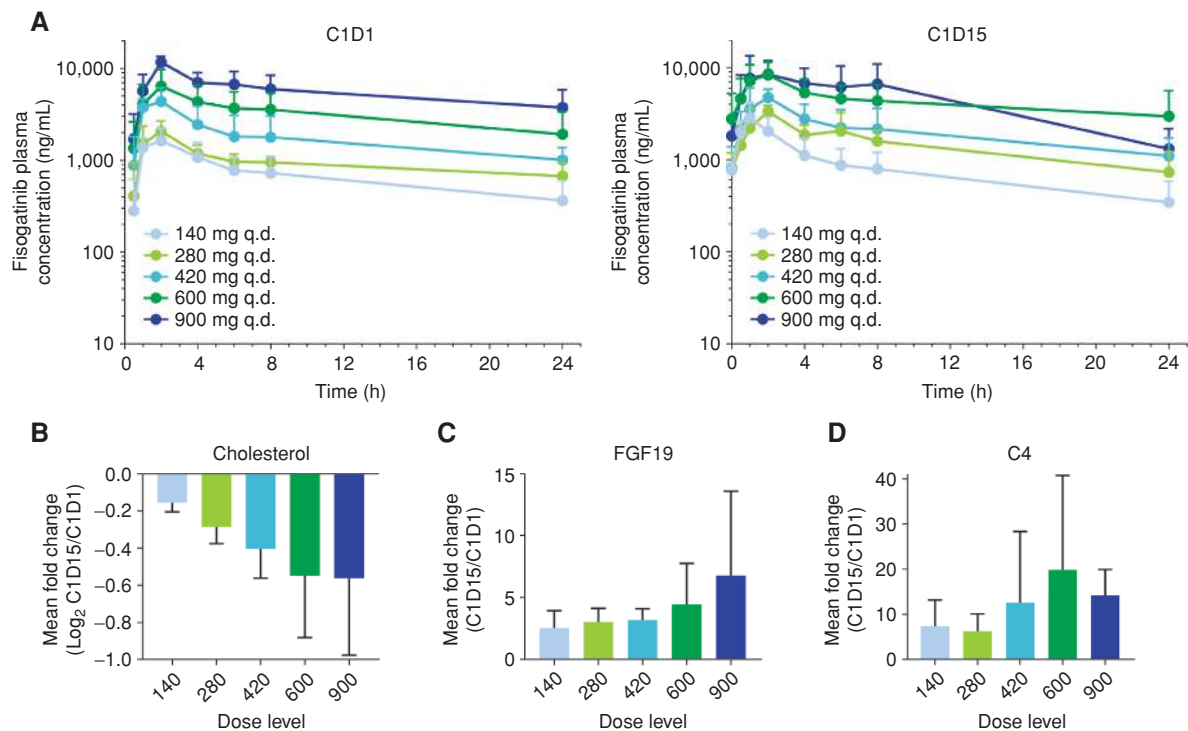 A
C1D1
Fisogatinib plasma
concentration (ng/mL)
10,000
1,000
100
10
140 mg q.d.
280 mg q.d.
420 mg q.d.
600 mg q.d.
900 mg q.d.
0 4 8 12 16 20 24
Time (h)
C1D15
Fisogatinib plasma
concentration (ng/mL)
10,000
1,000
100
10
140 mg q.d.
280 mg q.d.
420 mg q.d.
600 mg q.d.
900 mg q.d.
0 4 8 12 16 20 24
Time (h)
B
Cholesterol
Mean fold change
(Log₂ C1D15/C1D1)
0.0
−0.2
−0.4
−0.6
−0.8
−1.0
140 280 420 600 900
Dose level
C
FGF19
Mean fold change
(C1D15/C1D1)
15
10
5
0
140 280 420 600 900
Dose level
D
C4
Mean fold change
(C1D15/C1D1)
40
30
20
10
0
140 280 420 600 900
Dose level